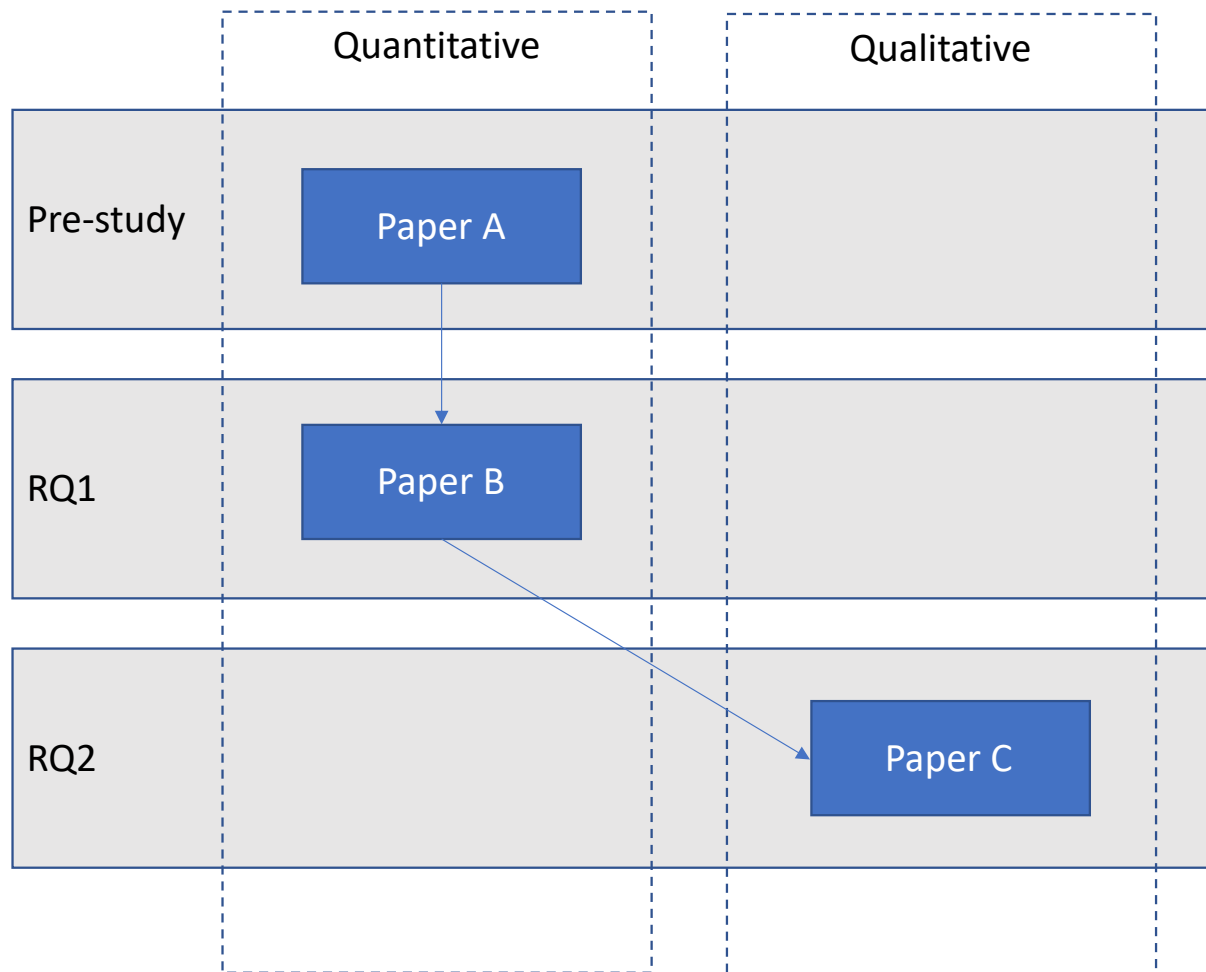 Quantitative
Qualitative
Pre-study
Paper A
RQ1
Paper B
RQ2
Paper C